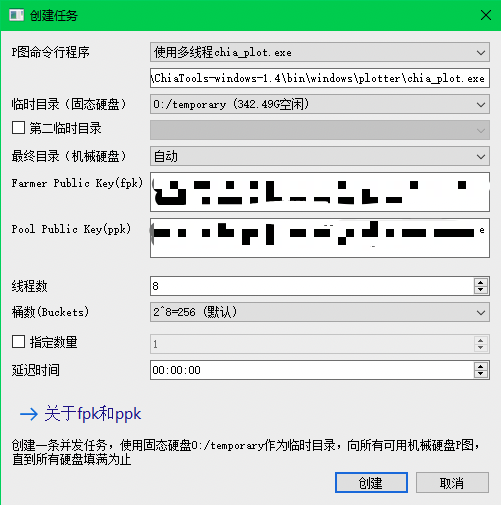 创建任务
P图命令行程序
使用多线程chia_plot.exe
\ChiaTools-windows-1.4\bin\windows\plotter\chia_plot.exe
临时目录（固态硬盘）
O:/temporary (342.49G空闲)
第二临时目录
最终目录（机械硬盘）
自动
Farmer Public Key(fpk)
Pool Public Key(ppk)
e
线程数
8
桶数(Buckets)
2^8=256 (默认)
指定数量
1
延迟时间
00:00:00
→ 关于fpk和ppk
创建一条并发任务，使用固态硬盘O:/temporary作为临时目录，向所有可用机械硬盘P图，
直到所有硬盘填满为止
创建
取消